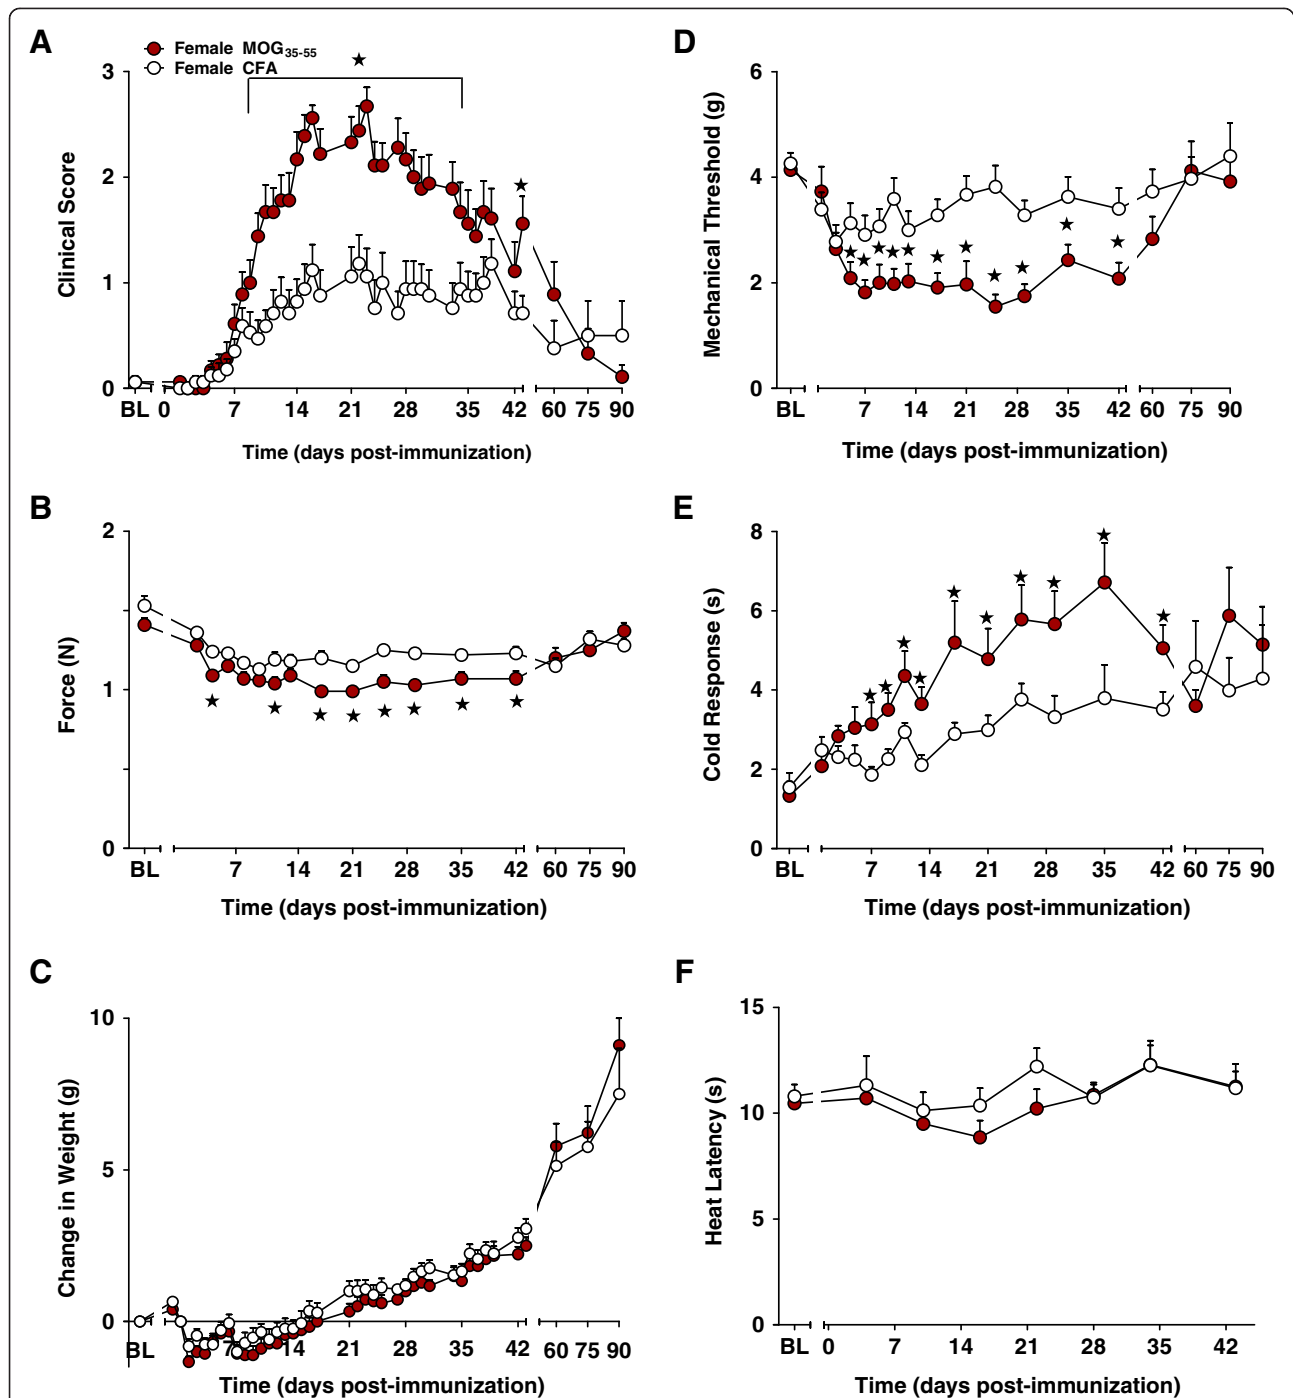 A
Female MOG35-55
Female CFA
★
★
3
2
1
0
Clinical Score
BL 0 7 14 21 28 35 42 60 75 90
Time (days post-immunization)
B
2
1
0
Force (N)
★ ★ ★ ★ ★ ★ ★ ★
BL 7 14 21 28 35 42 60 75 90
Time (days post-immunization)
C
10
5
0
Change in Weight (g)
BL 7 14 21 28 35 42 60 75 90
Time (days post-immunization)
D
6
4
2
0
Mechanical Threshold (g)
★ ★ ★ ★ ★ ★ ★ ★ ★ ★ ★
BL 7 14 21 28 35 42 60 75 90
Time (days post-immunization)
E
8
6
4
2
0
Cold Response (s)
★ ★ ★ ★ ★ ★ ★ ★ ★ ★
BL 7 14 21 28 35 42 60 75 90
Time (days post-immunization)
F
15
10
5
0
Heat Latency (s)
BL 0 7 14 21 28 35 42
Time (days post-immunization)